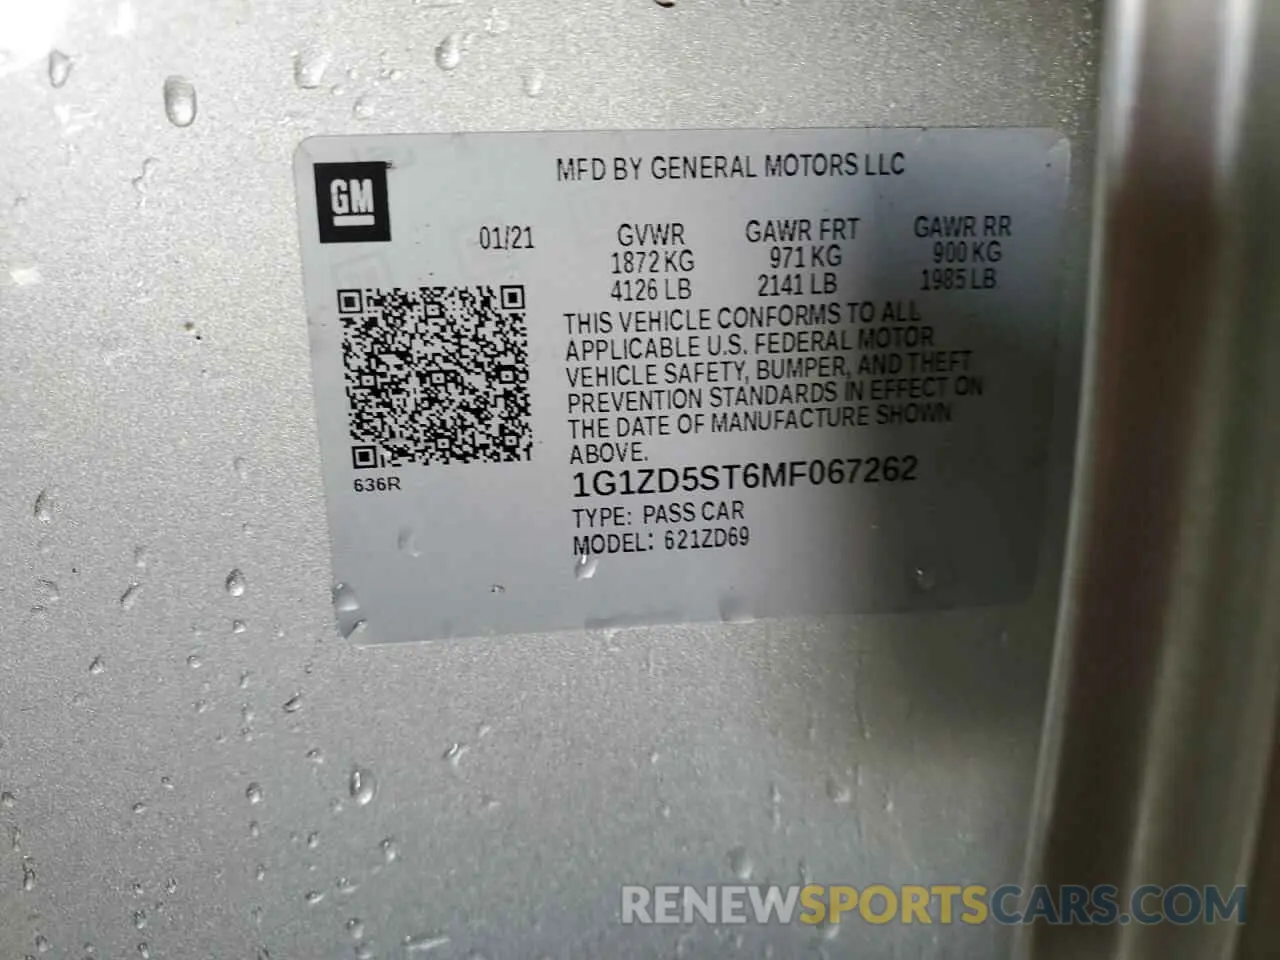 MFD BY GENERAL MOTORS LLC
GM
01/21
GVWR GAWR FRT GAWR RR
1872 KG 971 KG 900 KG
4126 LB 2141 LB 1985 LB
THIS VEHICLE CONFORMS TO ALL
APPLICABLE U.S. FEDERAL MOTOR
VEHICLE SAFETY, BUMPER, AND THEFT
PREVENTION STANDARDS IN EFFECT ON
THE DATE OF MANUFACTURE SHOWN
ABOVE.
636R
1G1ZD5ST6MF067262
TYPE: PASS CAR
MODEL: 621ZD69
RENEWSPORTSCARS.COM